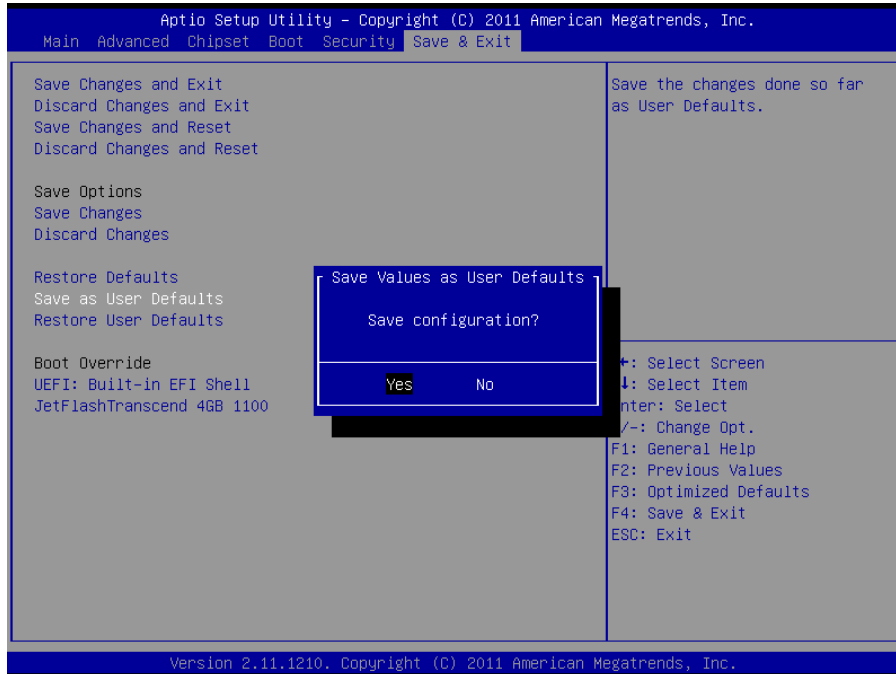 Aptio Setup Utility – Copyright (C) 2011 American Megatrends, Inc.
Main Advanced Chipset Boot Security Save & Exit
Save Changes and Exit
Discard Changes and Exit
Save Changes and Reset
Discard Changes and Reset
Save Options
Save Changes
Discard Changes
Restore Defaults
Save as User Defaults
Restore User Defaults
Boot Override
UEFI: Built-in EFI Shell
JetFlashTranscend 4GB 1100
Save Values as User Defaults
Save configuration?
Yes No
Save the changes done so far
as User Defaults.
: Select Screen
: Select Item
nter: Select
/-: Change Opt.
F1: General Help
F2: Previous Values
F3: Optimized Defaults
F4: Save & Exit
ESC: Exit
Version 2.11.1210. Copyright (C) 2011 American Megatrends, Inc.